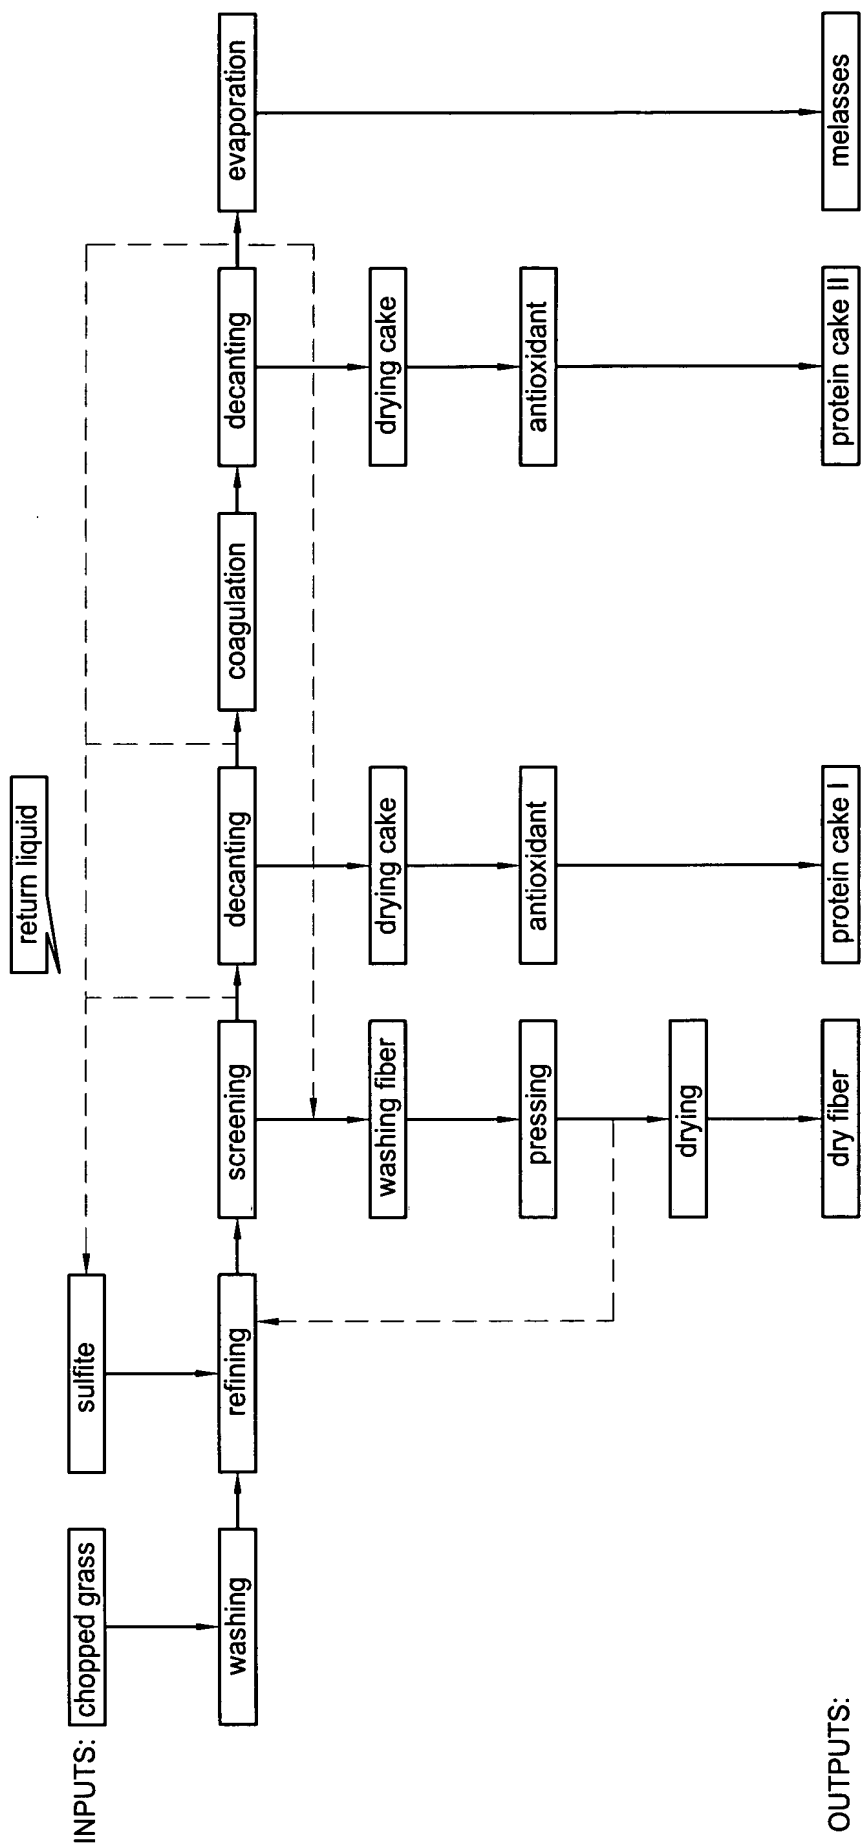 return liquid
INPUTS:
chopped grass
sulfite
washing
refining
screening
decanting
coagulation
decanting
evaporation
washing fiber
drying cake
drying cake
pressing
antioxidant
antioxidant
drying
OUTPUTS:
dry fiber
protein cake I
protein cake II
melasses